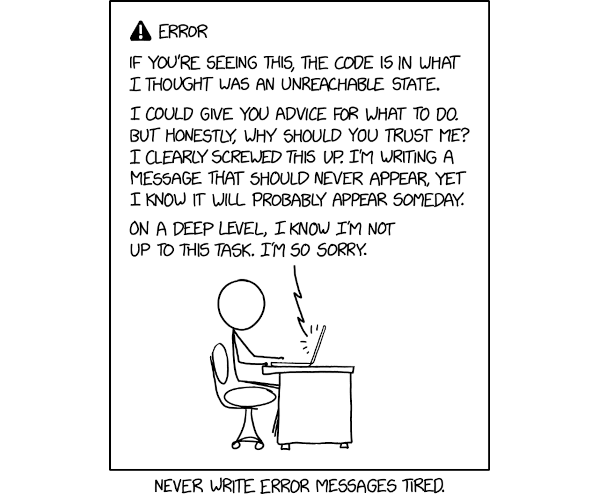 ERROR
IF YOU'RE SEEING THIS, THE CODE IS IN WHAT
I THOUGHT WAS AN UNREACHABLE STATE.
I COULD GIVE YOU ADVICE FOR WHAT TO DO.
BUT HONESTLY, WHY SHOULD YOU TRUST ME?
I CLEARLY SCREWED THIS UP. I'M WRITING A
MESSAGE THAT SHOULD NEVER APPEAR, YET
I KNOW IT WILL PROBABLY APPEAR SOMEDAY.
ON A DEEP LEVEL, I KNOW I'M NOT
UP TO THIS TASK. I'M SO SORRY.
NEVER WRITE ERROR MESSAGES TIRED.